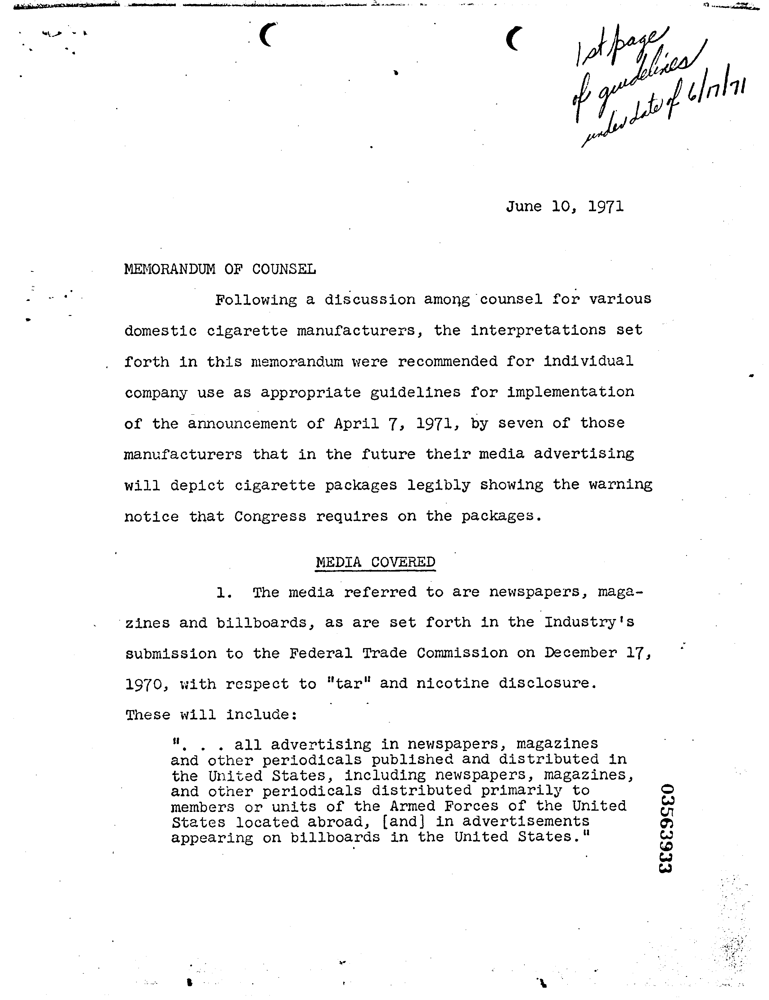 1st page
of guidelines
under date of 6/17/71
June 10, 1971
MEMORANDUM OF COUNSEL
Following a discussion among counsel for various
domestic cigarette manufacturers, the interpretations set
forth in this memorandum were recommended for individual
company use as appropriate guidelines for implementation
of the announcement of April 7, 1971, by seven of those
manufacturers that in the future their media advertising
will depict cigarette packages legibly showing the warning
notice that Congress requires on the packages.
MEDIA COVERED
1. The media referred to are newspapers, maga-
zines and billboards, as are set forth in the Industry's
submission to the Federal Trade Commission on December 17,
1970, with respect to "tar" and nicotine disclosure.
These will include:
". . . all advertising in newspapers, magazines
and other periodicals published and distributed in
the United States, including newspapers, magazines,
and other periodicals distributed primarily to
members or units of the Armed Forces of the United
States located abroad, [and] in advertisements
appearing on billboards in the United States."
03563933